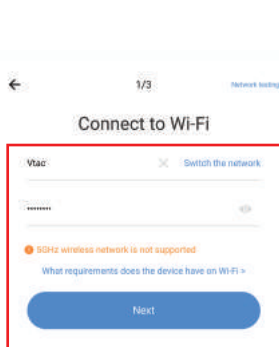 1/3 Network testing
Connect to Wi-Fi
Vtac Switch the network
••••••••
5GHz wireless network is not supported
What requirements does the device have on Wi-Fi >
Next